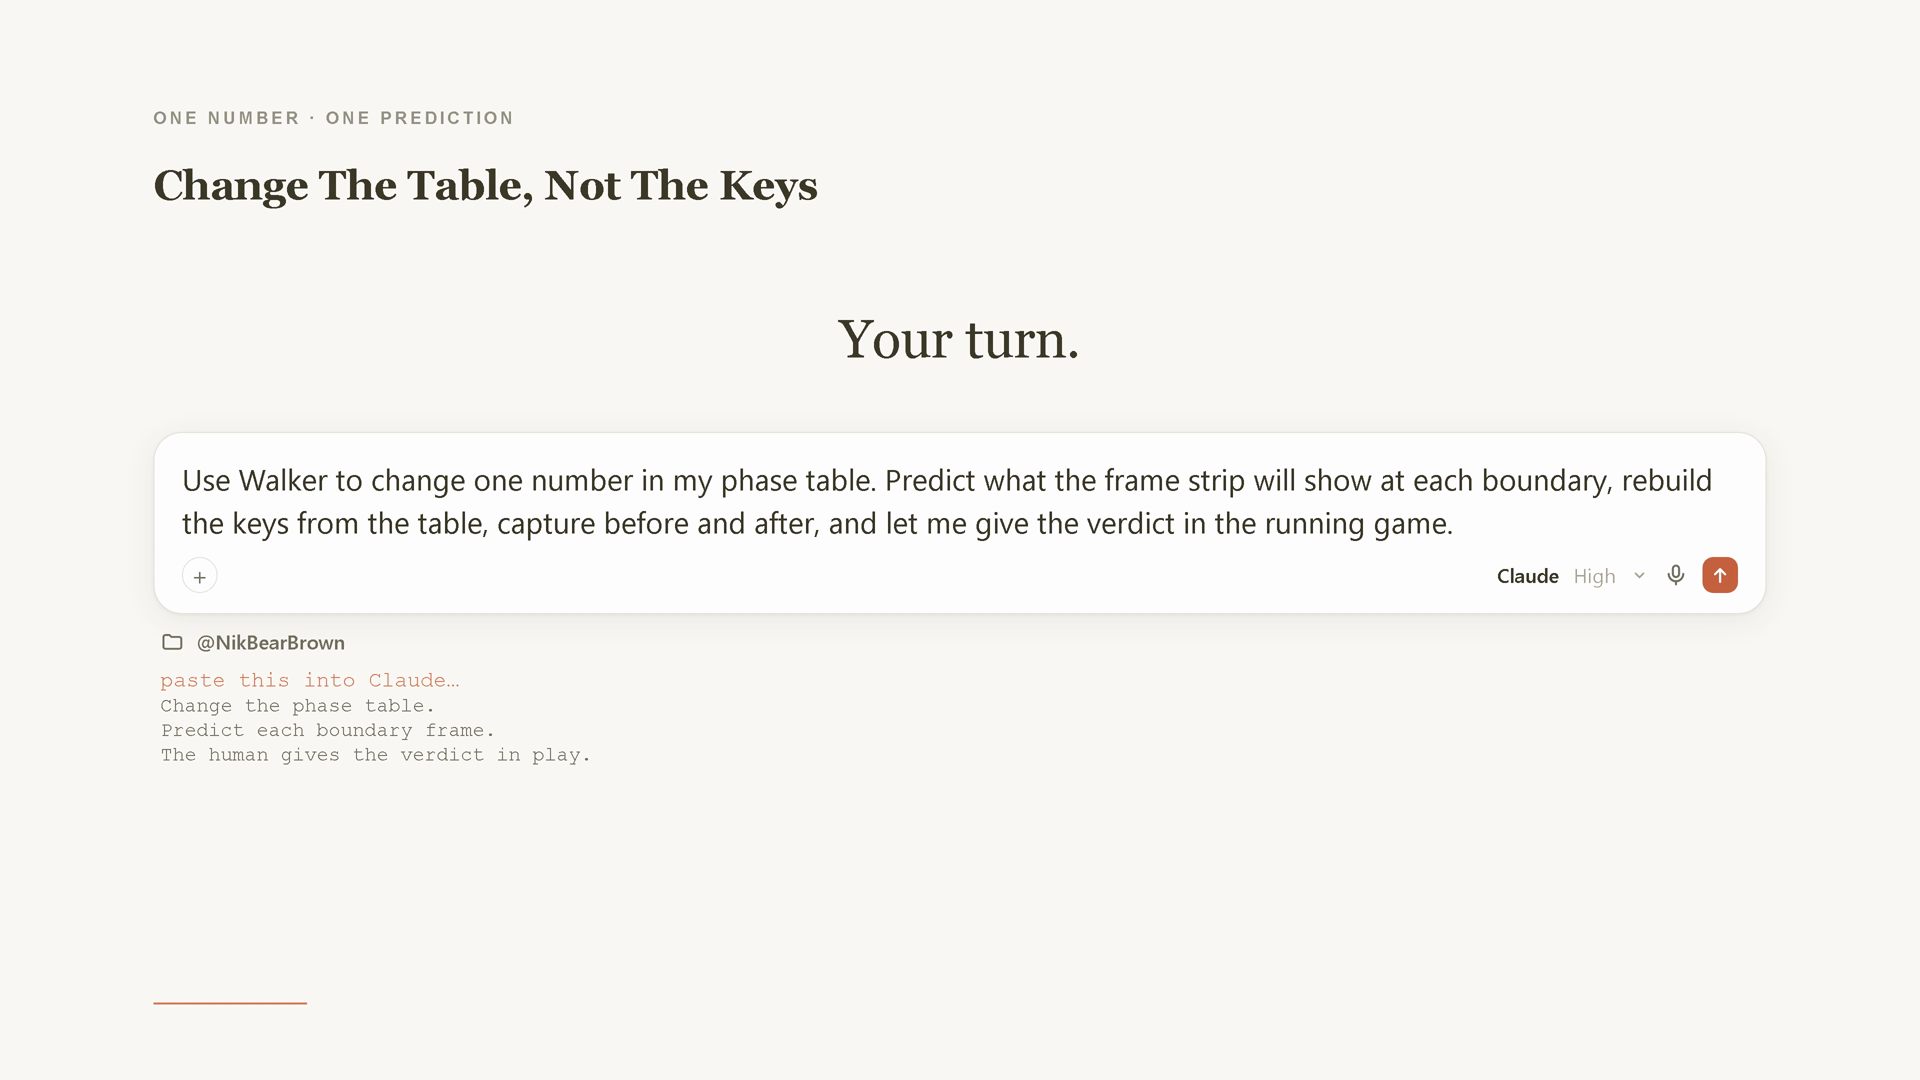 ONE NUMBER · ONE PREDICTION
Change The Table, Not The Keys
Your turn.
Use Walker to change one number in my phase table. Predict what the frame strip will show at each boundary, rebuild
the keys from the table, capture before and after, and let me give the verdict in the running game.
+
Claude High
@NikBearBrown
paste this into Claude…
Change the phase table.
Predict each boundary frame.
The human gives the verdict in play.